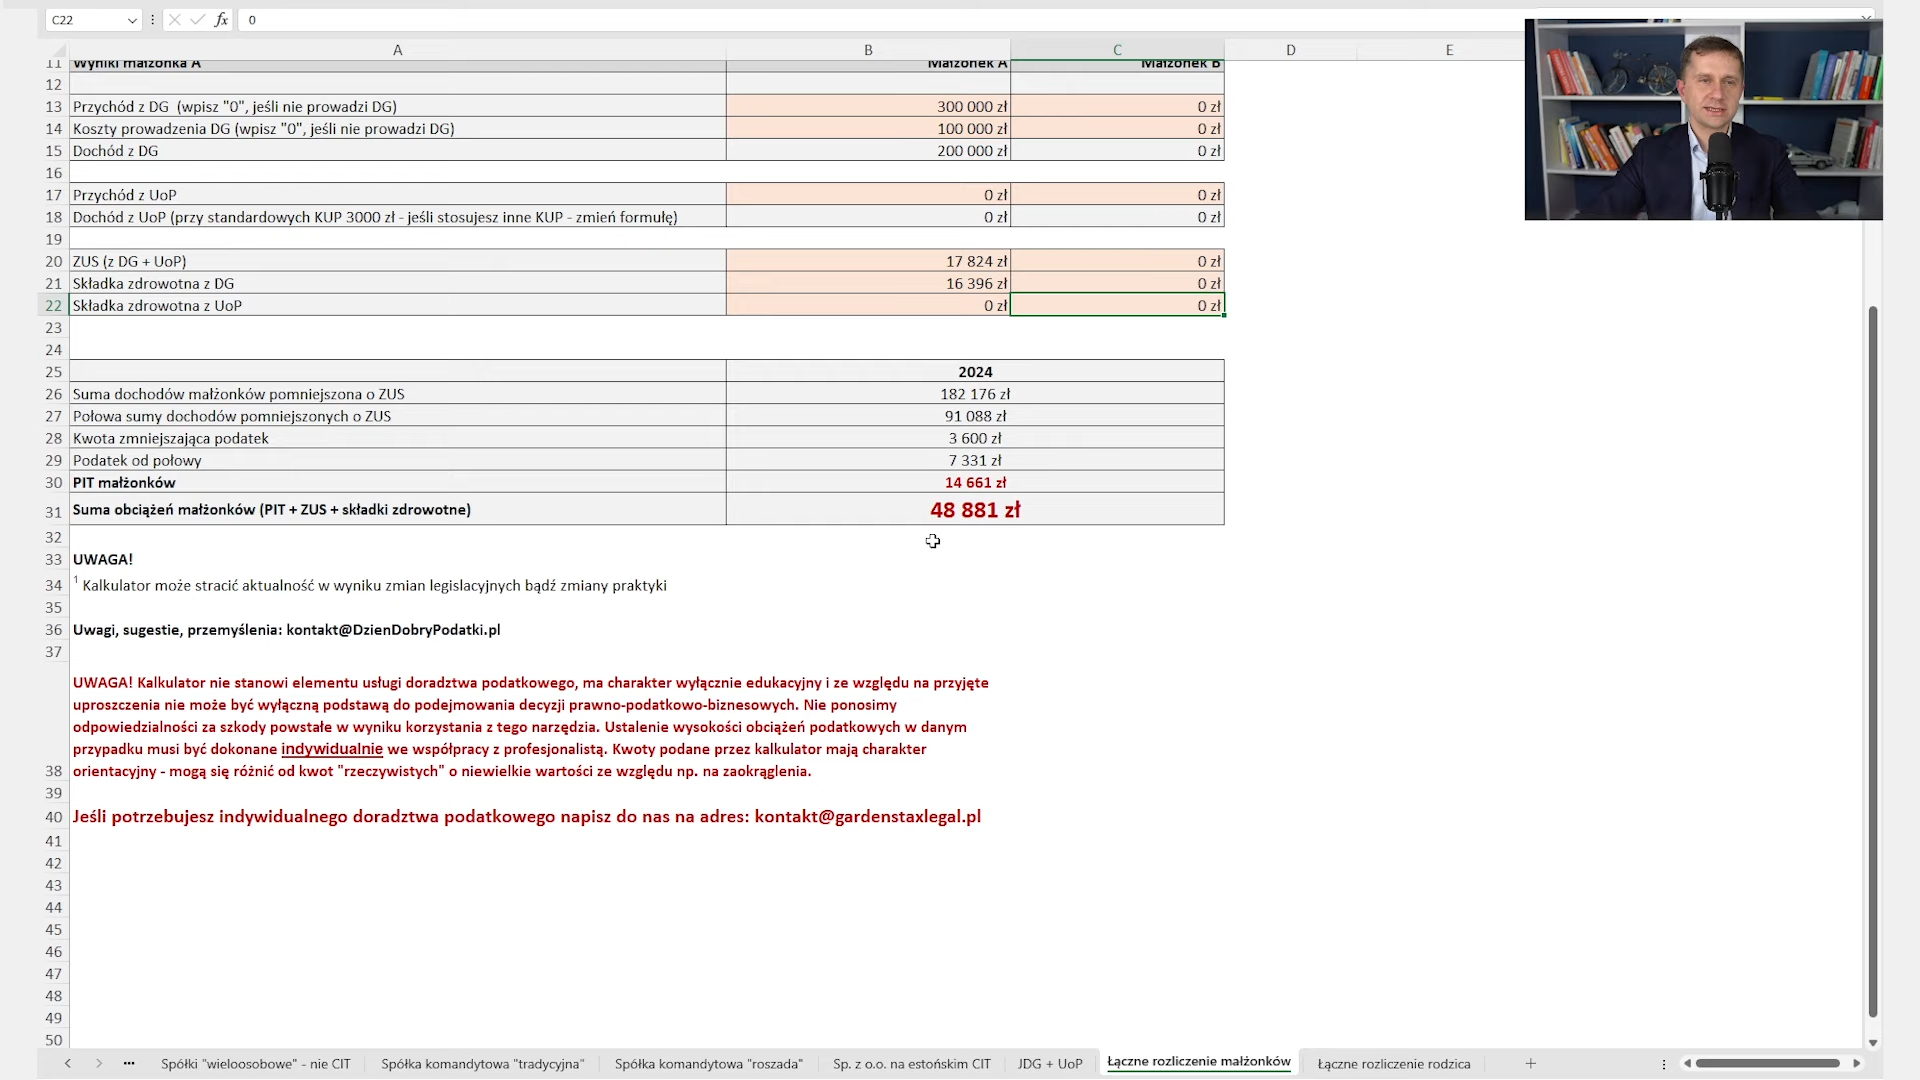 C22
fx
0
A B C D E
11 Wyniki małżonka A Małżonek A Małżonek B
12
13 Przychód z DG (wpisz "0", jeśli nie prowadzi DG) 300 000 zł 0 zł
14 Koszty prowadzenia DG (wpisz "0", jeśli nie prowadzi DG) 100 000 zł 0 zł
15 Dochód z DG 200 000 zł 0 zł
16
17 Przychód z UoP 0 zł 0 zł
18 Dochód z UoP (przy standardowych KUP 3000 zł - jeśli stosujesz inne KUP - zmień formułę) 0 zł 0 zł
19
20 ZUS (z DG + UoP) 17 824 zł 0 zł
21 Składka zdrowotna z DG 16 396 zł 0 zł
22 Składka zdrowotna z UoP 0 zł 0 zł
23
24
25 2024
26 Suma dochodów małżonków pomniejszona o ZUS 182 176 zł
27 Połowa sumy dochodów pomniejszonych o ZUS 91 088 zł
28 Kwota zmniejszająca podatek 3 600 zł
29 Podatek od połowy 7 331 zł
30 PIT małżonków 14 661 zł
31 Suma obciążeń małżonków (PIT + ZUS + składki zdrowotne) 48 881 zł
32
33 UWAGA!
34 1 Kalkulator może stracić aktualność w wyniku zmian legislacyjnych bądź zmiany praktyki
35
36 Uwagi, sugestie, przemyślenia: kontakt@DzienDobryPodatki.pl
37
UWAGA! Kalkulator nie stanowi elementu usługi doradztwa podatkowego, ma charakter wyłącznie edukacyjny i ze względu na przyjęte
uproszczenia nie może być wyłączną podstawą do podejmowania decyzji prawno-podatkowo-biznesowych. Nie ponosimy
odpowiedzialności za szkody powstałe w wyniku korzystania z tego narzędzia. Ustalenie wysokości obciążeń podatkowych w danym
przypadku musi być dokonane indywidualnie we współpracy z profesjonalistą. Kwoty podane przez kalkulator mają charakter
38 orientacyjny - mogą się różnić od kwot "rzeczywistych" o niewielkie wartości ze względu np. na zaokrąglenia.
39
40 Jeśli potrzebujesz indywidualnego doradztwa podatkowego napisz do nas na adres: kontakt@gardenstaxlegal.pl
41
42
43
44
45
46
47
48
49
50
Spółki "wieloosobowe" - nie CIT Spółka komandytowa "tradycyjna" Spółka komandytowa "roszada" Sp. z o.o. na estońskim CIT JDG + UoP Łączne rozliczenie małżonków Łączne rozliczenie rodzica